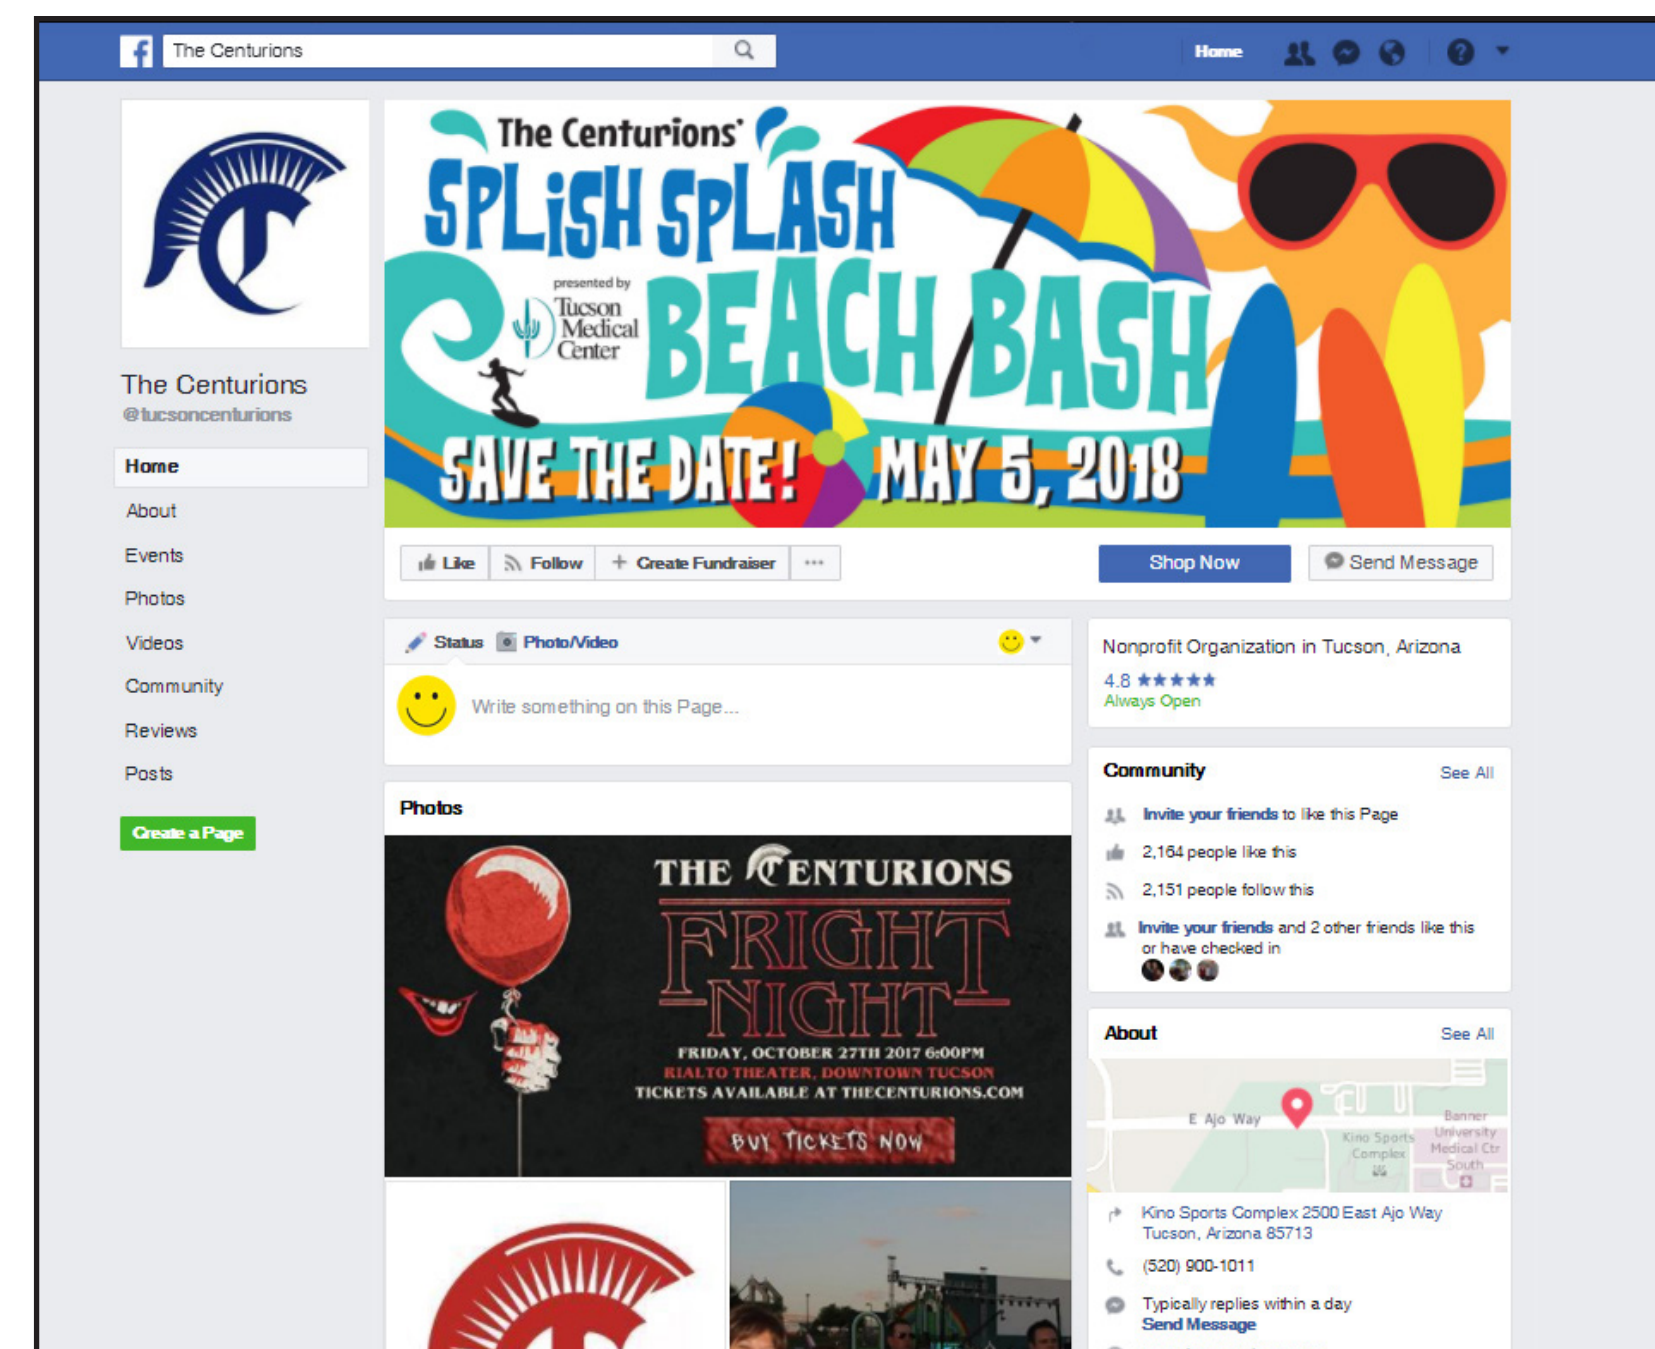 The Centurions
Home
The Centurions'
SPLISH SPLASH
presented by
Tucson
Medical
Center
BEACH BASH
SAVE THE DATE! MAY 5, 2018
The Centurions
@tucsoncenturions
Home
About
Events
Photos
Videos
Community
Reviews
Posts
Create a Page
Like
Follow
+ Create Fundraiser
...
Shop Now
Send Message
Status
Photo/Video
Write something on this Page...
Photos
THE CENTURIONS
FRIGHT
NIGHT
FRIDAY, OCTOBER 27TH 2017 6:00PM
RIALTO THEATER, DOWNTOWN TUCSON
TICKETS AVAILABLE AT THECENTURIONS.COM
BUY TICKETS NOW
Nonprofit Organization in Tucson, Arizona
4.8 ★★★★★
Always Open
Community
See All
Invite your friends to like this Page
2,164 people like this
2,151 people follow this
Invite your friends and 2 other friends like this
or have checked in
About
See All
E Ajo Way
Kino Sports
Complex
Banner
University
Medical Ctr
South
Kino Sports Complex 2500 East Ajo Way
Tucson, Arizona 85713
(520) 900-1011
Typically replies within a day
Send Message